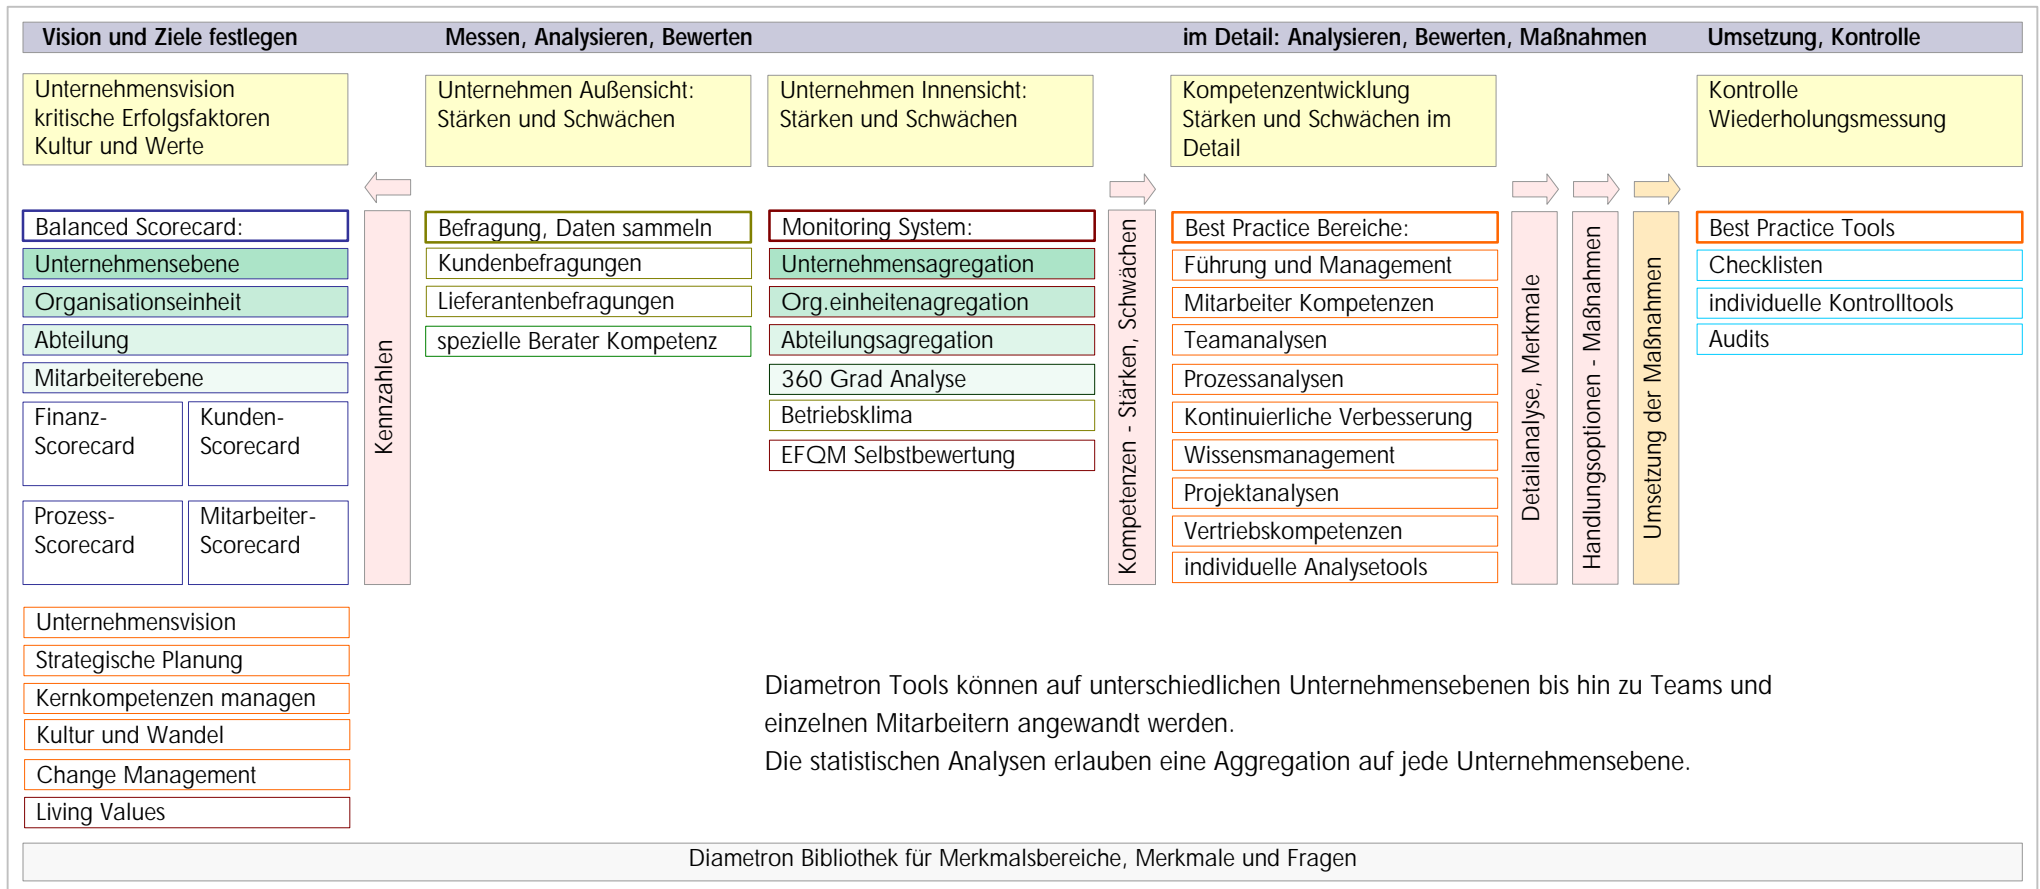 Vision und Ziele festlegen
Messen, Analysieren, Bewerten
im Detail: Analysieren, Bewerten, Maßnahmen
Umsetzung, Kontrolle
Unternehmensvision
kritische Erfolgsfaktoren
Kultur und Werte
Unternehmen Außensicht:
Stärken und Schwächen
Unternehmen Innensicht:
Stärken und Schwächen
Kompetenzentwicklung
Stärken und Schwächen im
Detail
Kontrolle
Wiederholungsmessung
Balanced Scorecard:
Unternehmensebene
Organisationseinheit
Abteilung
Mitarbeiterebene
Finanz-
Scorecard
Kunden-
Scorecard
Prozess-
Scorecard
Mitarbeiter-
Scorecard
Unternehmensvision
Strategische Planung
Kernkompetenzen managen
Kultur und Wandel
Change Management
Living Values
Kennzahlen
Befragung, Daten sammeln
Kundenbefragungen
Lieferantenbefragungen
spezielle Berater Kompetenz
Monitoring System:
Unternehmensagregation
Org.einheitenagregation
Abteilungsagregation
360 Grad Analyse
Betriebsklima
EFQM Selbstbewertung
Kompetenzen - Stärken, Schwächen
Best Practice Bereiche:
Führung und Management
Mitarbeiter Kompetenzen
Teamanalysen
Prozessanalysen
Kontinuierliche Verbesserung
Wissensmanagement
Projektanalysen
Vertriebskompetenzen
individuelle Analysetools
Detailanalyse, Merkmale
Handlungsoptionen - Maßnahmen
Umsetzung der Maßnahmen
Best Practice Tools
Checklisten
individuelle Kontrolltools
Audits
Diametron Tools können auf unterschiedlichen Unternehmensebenen bis hin zu Teams und
einzelnen Mitarbeitern angewandt werden.
Die statistischen Analysen erlauben eine Aggregation auf jede Unternehmensebene.
Diametron Bibliothek für Merkmalsbereiche, Merkmale und Fragen